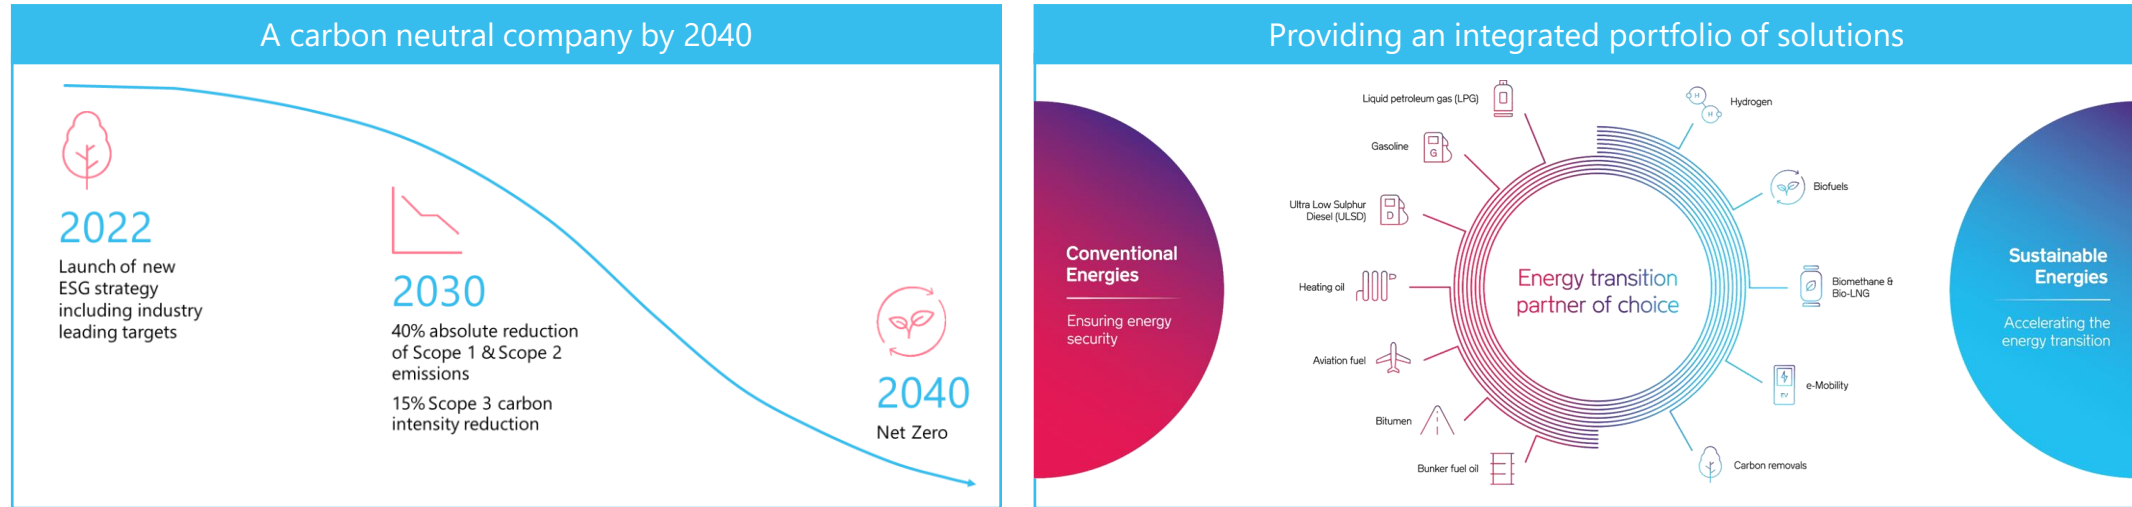 A carbon neutral company by 2040
2022
Launch of new
ESG strategy
including industry
leading targets
2030
40% absolute reduction
of Scope 1 & Scope 2
emissions
15% Scope 3 carbon
intensity reduction
2040
Net Zero
Providing an integrated portfolio of solutions
Conventional
Energies
Ensuring energy
security
Liquid petroleum gas (LPG)
Gasoline
G
Ultra Low Sulphur
Diesel (ULSD)
D
Heating oil
Aviation fuel
Bitumen
Bunker fuel oil
Energy transition
partner of choice
H
H
Hydrogen
Biofuels
Biomethane &
Bio-LNG
EV
e-Mobility
Carbon removals
Sustainable
Energies
Accelerating the
energy transition